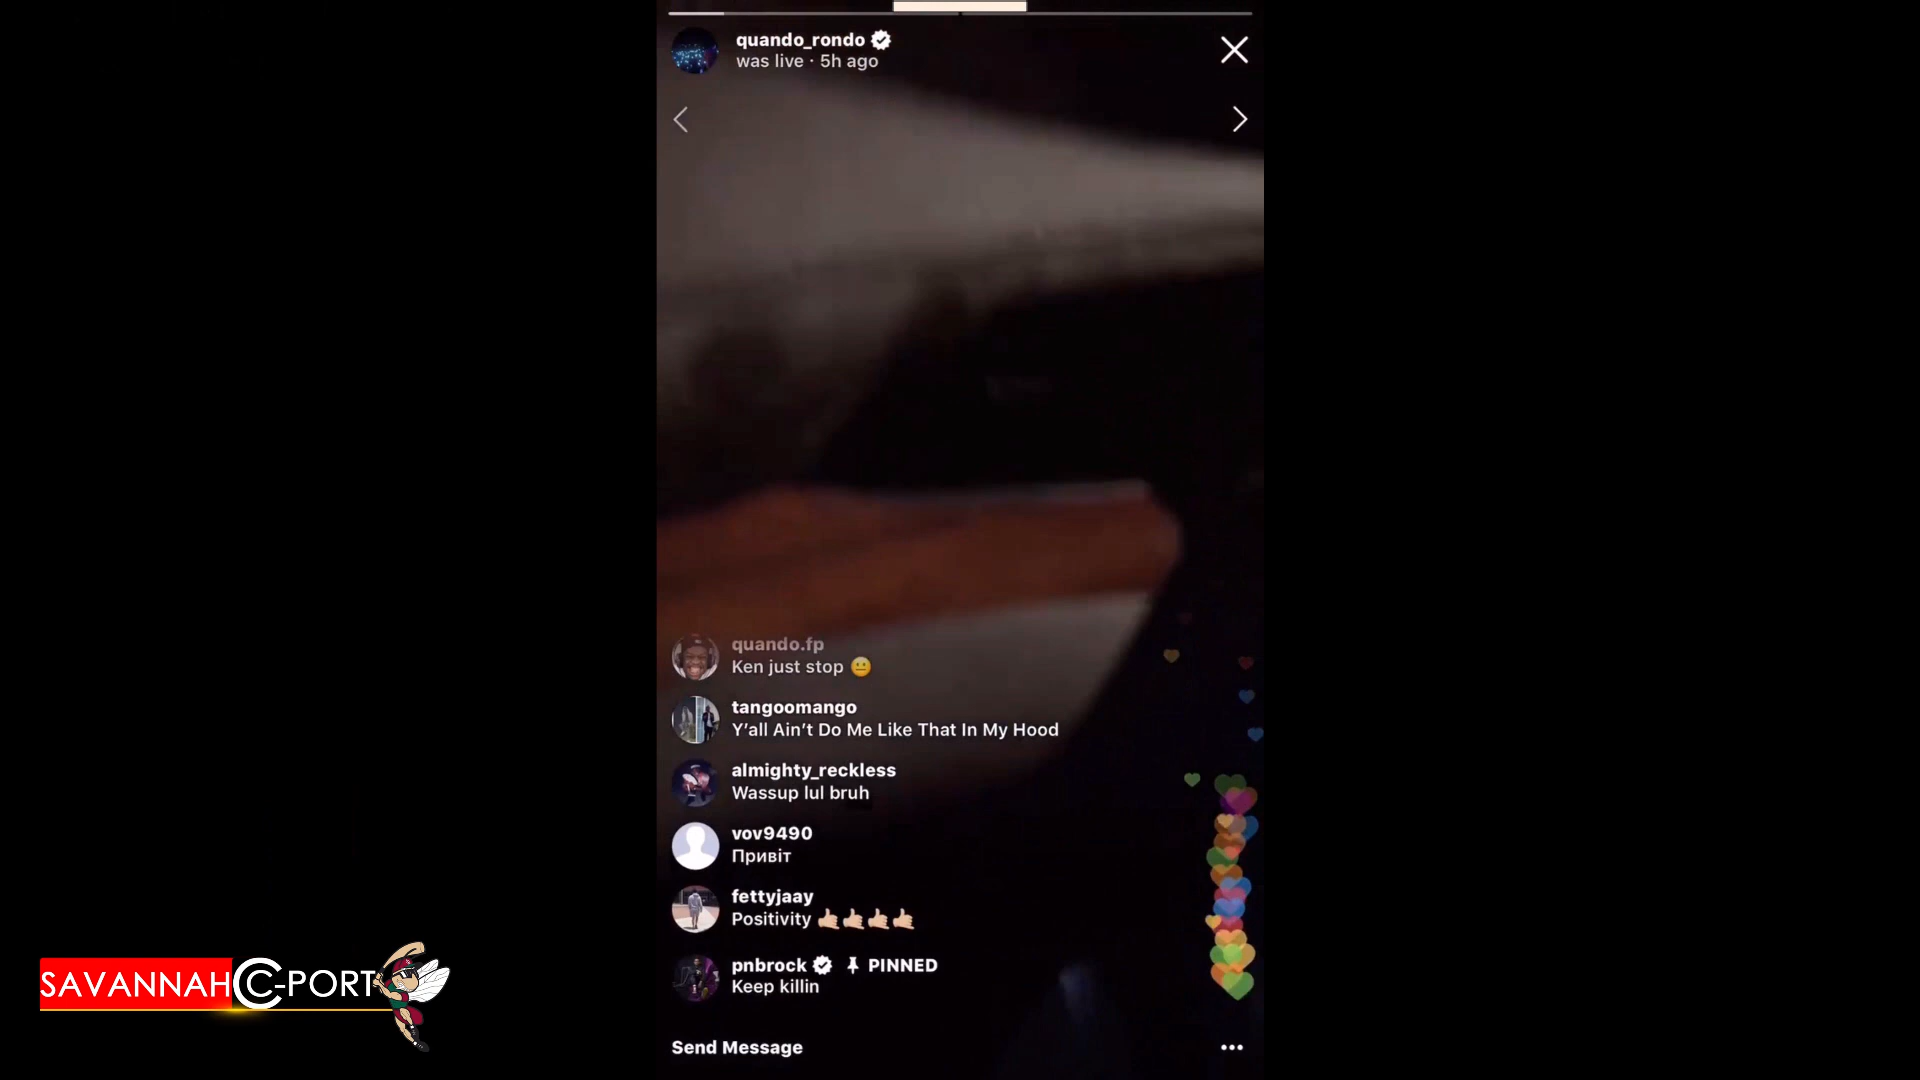 quando_rondo
was live · 5h ago
quando.fp
Ken just stop 😐
tangoomango
Y’all Ain’t Do Me Like That In My Hood
almighty_reckless
Wassup lul bruh
vov9490
Привіт
fettyjaay
Positivity 🤙🏼🤙🏼🤙🏼🤙🏼
pnbrock PINNED
Keep killin
Send Message
SAVANNAH C-PORT